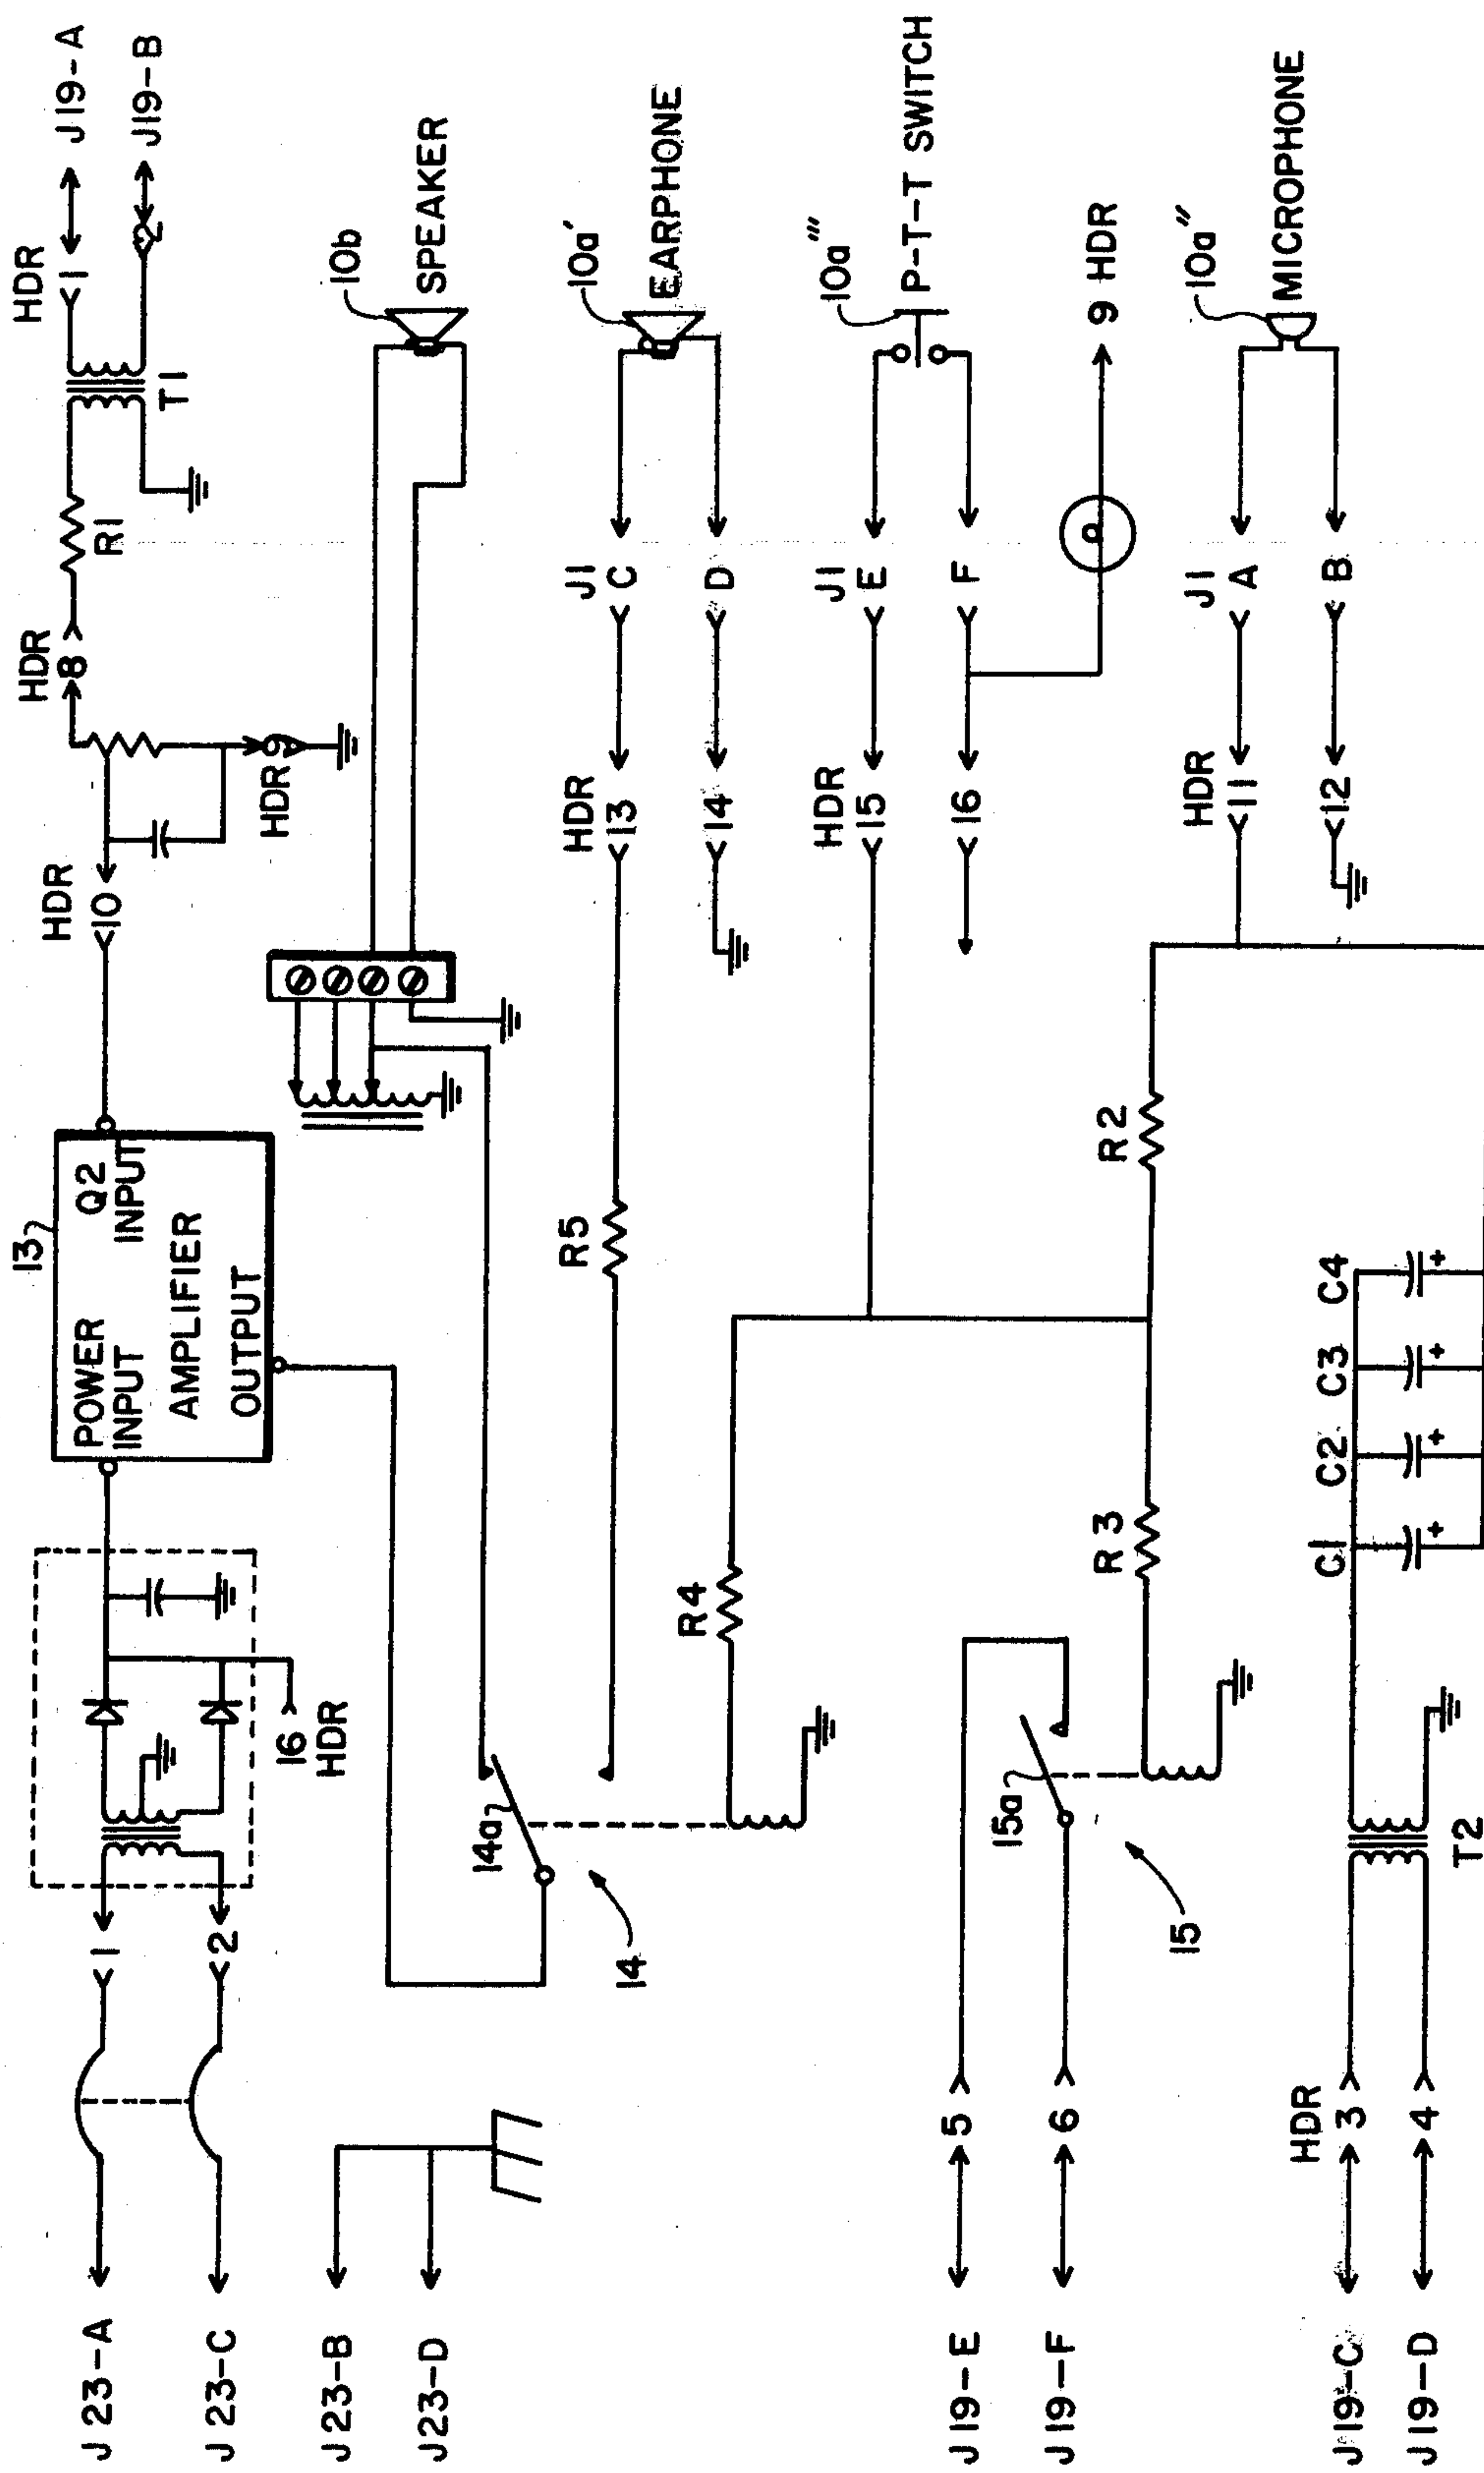 J 23-A
J 23-C
J 23-B
J23-D
<1
<2
16
HDR
13
POWER
INPUT
Q2
INPUT
AMPLIFIER
OUTPUT
HDR
<10
HDR
8
HDR
9
R1
T1
HDR
1
2
J19-A
J19-B
10b
SPEAKER
14a
14
R5
HDR
<13
<14
J1
C
D
10a'
EARPHONE
R4
HDR
<15
<16
J1
E
F
10a'''
P-T-T SWITCH
9 HDR
J19-E
J19-F
5
6
15a
15
R3
R2
HDR
<11
<12
J1
A
B
10a''
MICROPHONE
J19-C
J19-D
HDR
3
4
T2
C1
C2
C3
C4
+
+
+
+